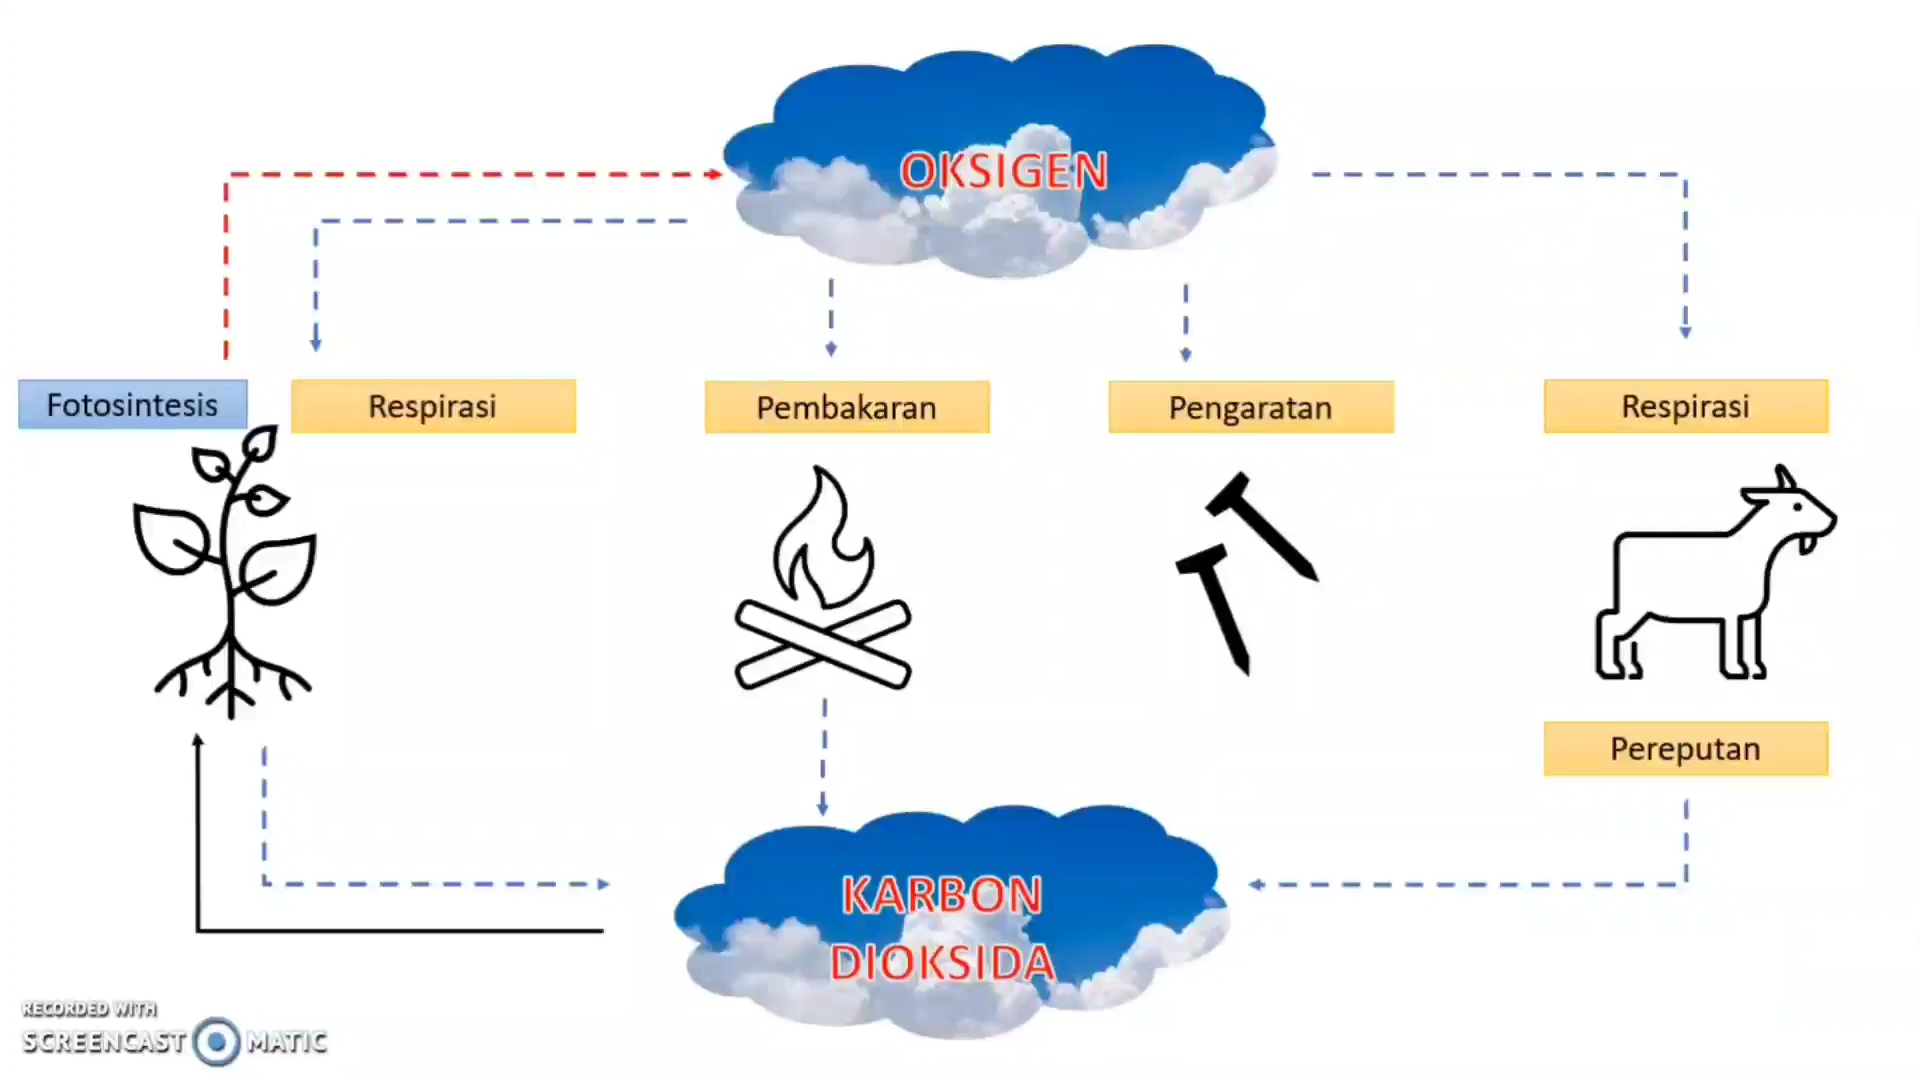 OKSIGEN
Fotosintesis
Respirasi
Pembakaran
Pengaratan
Respirasi
Pereputan
KARBON
DIOKSIDA
RECORDED WITH
SCREENCAST MATIC